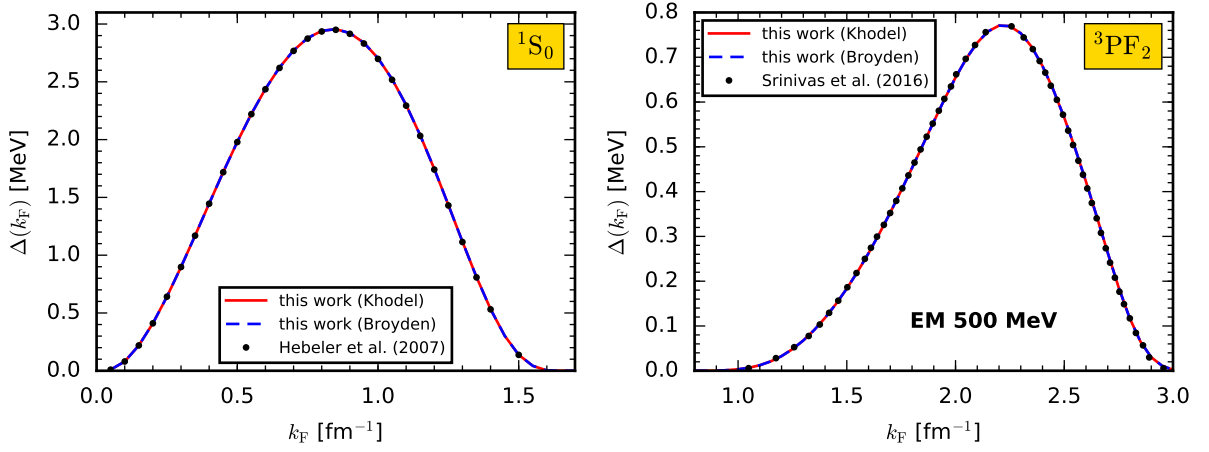 3.0
2.5
2.0
1.5
1.0
0.5
0.0
Δ(k_F) [MeV]
¹S₀
this work (Khodel)
this work (Broyden)
Hebeler et al. (2007)
0.0 0.5 1.0 1.5
k_F [fm⁻¹]
0.8
0.7
0.6
0.5
0.4
0.3
0.2
0.1
0.0
Δ(k_F) [MeV]
this work (Khodel)
this work (Broyden)
Srinivas et al. (2016)
³PF₂
EM 500 MeV
1.0 1.5 2.0 2.5 3.0
k_F [fm⁻¹]